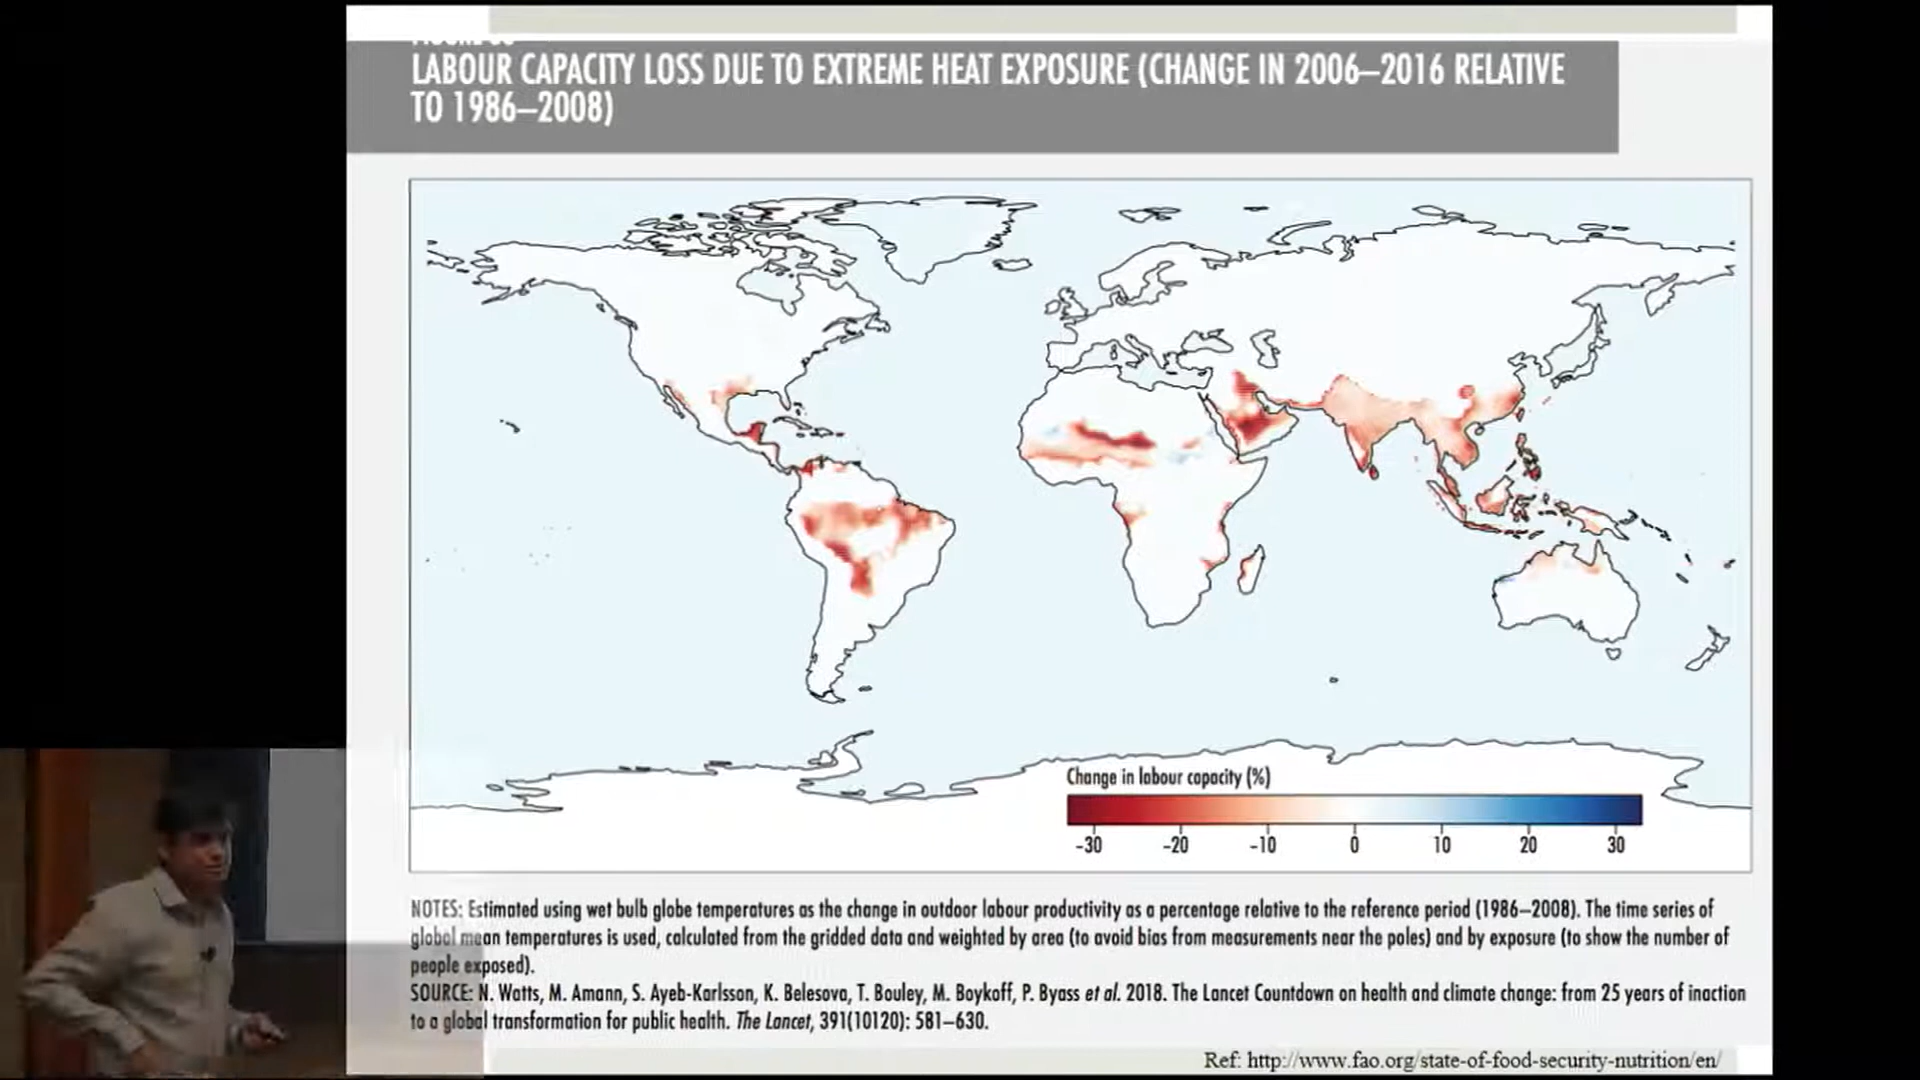 LABOUR CAPACITY LOSS DUE TO EXTREME HEAT EXPOSURE (CHANGE IN 2006–2016 RELATIVE
TO 1986–2008)
Change in labour capacity (%)
–30 –20 –10 0 10 20 30
NOTES: Estimated using wet bulb globe temperatures as the change in outdoor labour productivity as a percentage relative to the reference period (1986–2008). The time series of
global mean temperatures is used, calculated from the gridded data and weighted by area (to avoid bias from measurements near the poles) and by exposure (to show the number of
people exposed).
SOURCE: N. Watts, M. Amann, S. Ayeb-Karlsson, K. Belesova, T. Bouley, M. Boykoff, P. Byass et al. 2018. The Lancet Countdown on health and climate change: from 25 years of inaction
to a global transformation for public health. The Lancet, 391(10120): 581–630.
Ref: http://www.fao.org/state-of-food-security-nutrition/en/